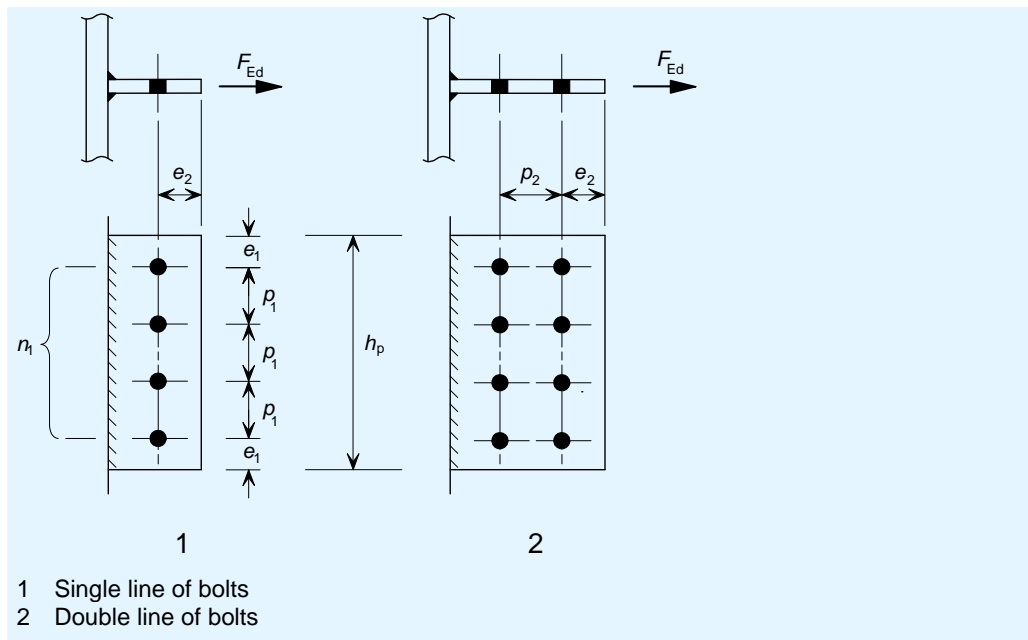 F_Ed
F_Ed
e_2
p_2
e_2
e_1
p_1
n_1
p_1
h_p
p_1
e_1
1
2
1 Single line of bolts
2 Double line of bolts